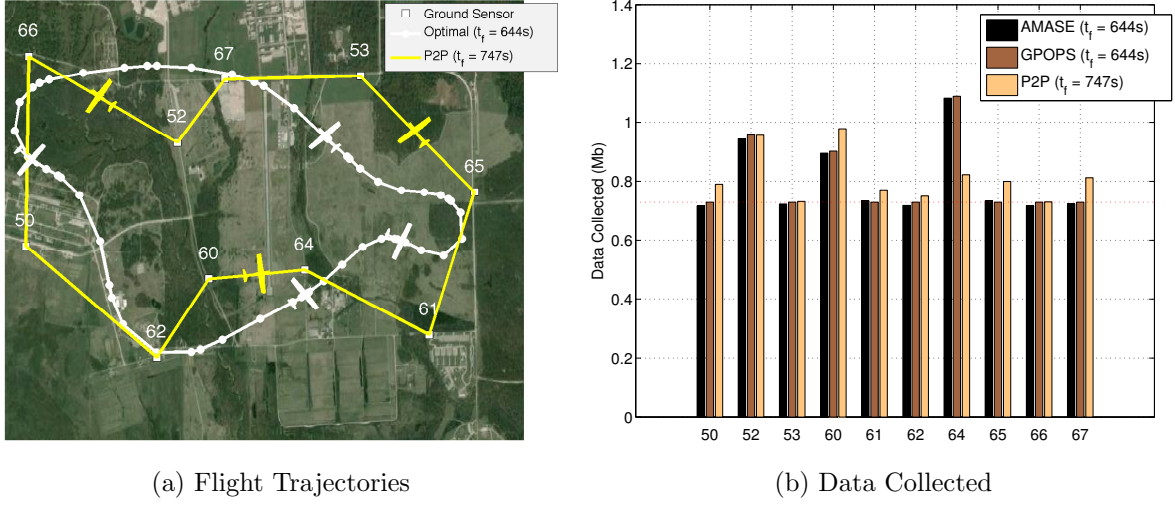 Ground Sensor
Optimal (t_f = 644s)
P2P (t_f = 747s)
66
67
53
52
65
50
60
64
61
62
(a) Flight Trajectories
1.4
1.2
1
0.8
0.6
0.4
0.2
0
Data Collected (Mb)
AMASE (t_f = 644s)
GPOPS (t_f = 644s)
P2P (t_f = 747s)
50 52 53 60 61 62 64 65 66 67
(b) Data Collected